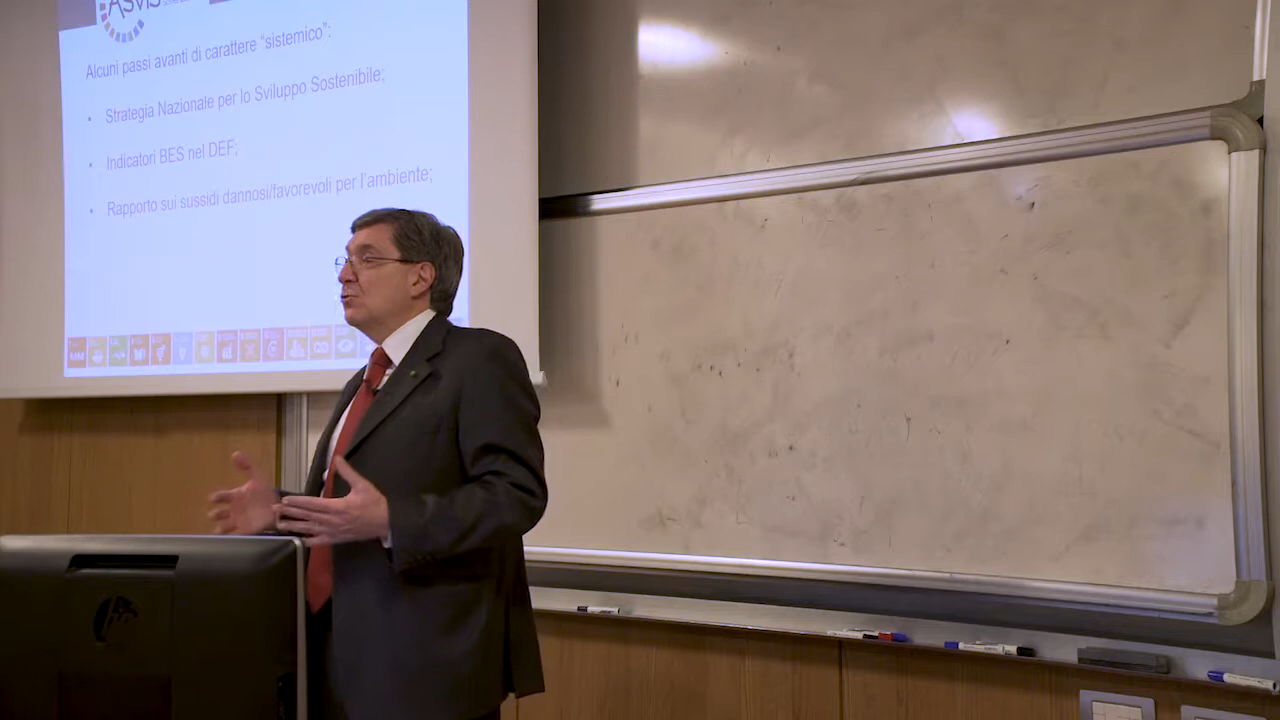 ASviS
Alcuni passi avanti di carattere “sistemico”:
• Strategia Nazionale per lo Sviluppo Sostenibile;
• Indicatori BES nel DEF;
• Rapporto sui sussidi dannosi/favorevoli per l’ambiente;